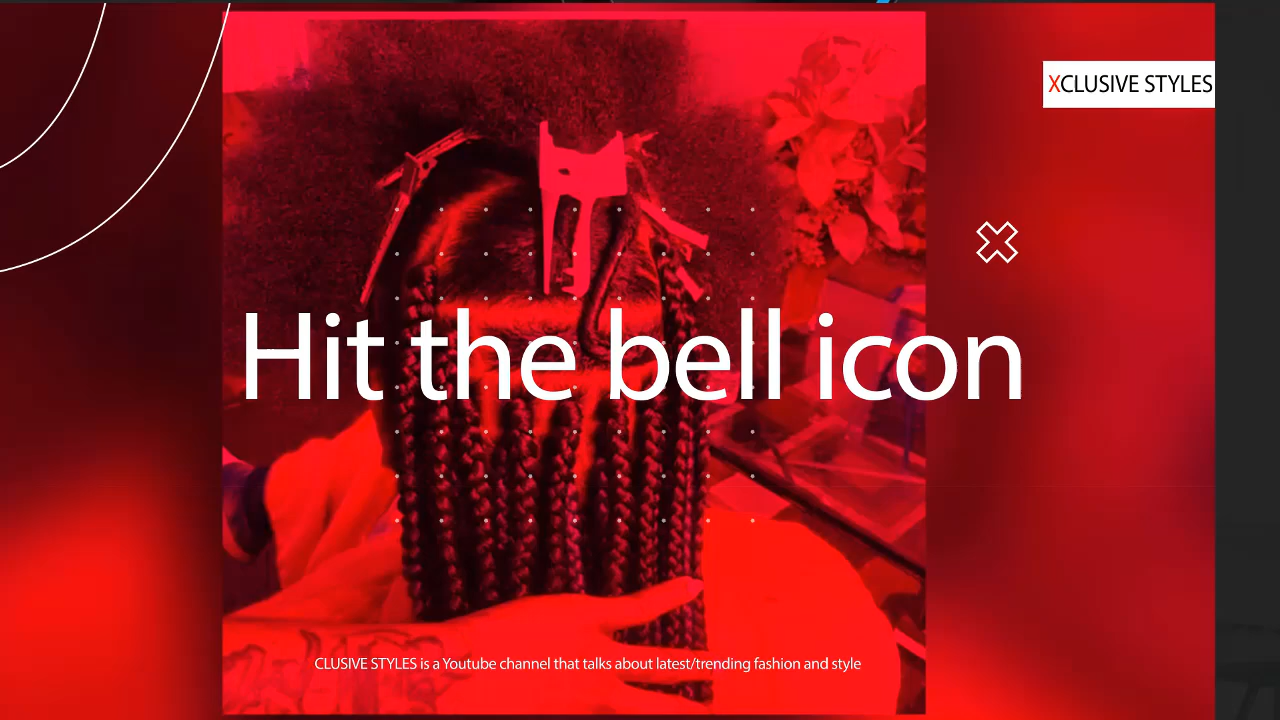 XCLUSIVE STYLES
Hit the bell icon
CLUSIVE STYLES is a Youtube channel that talks about latest/trending fashion and style